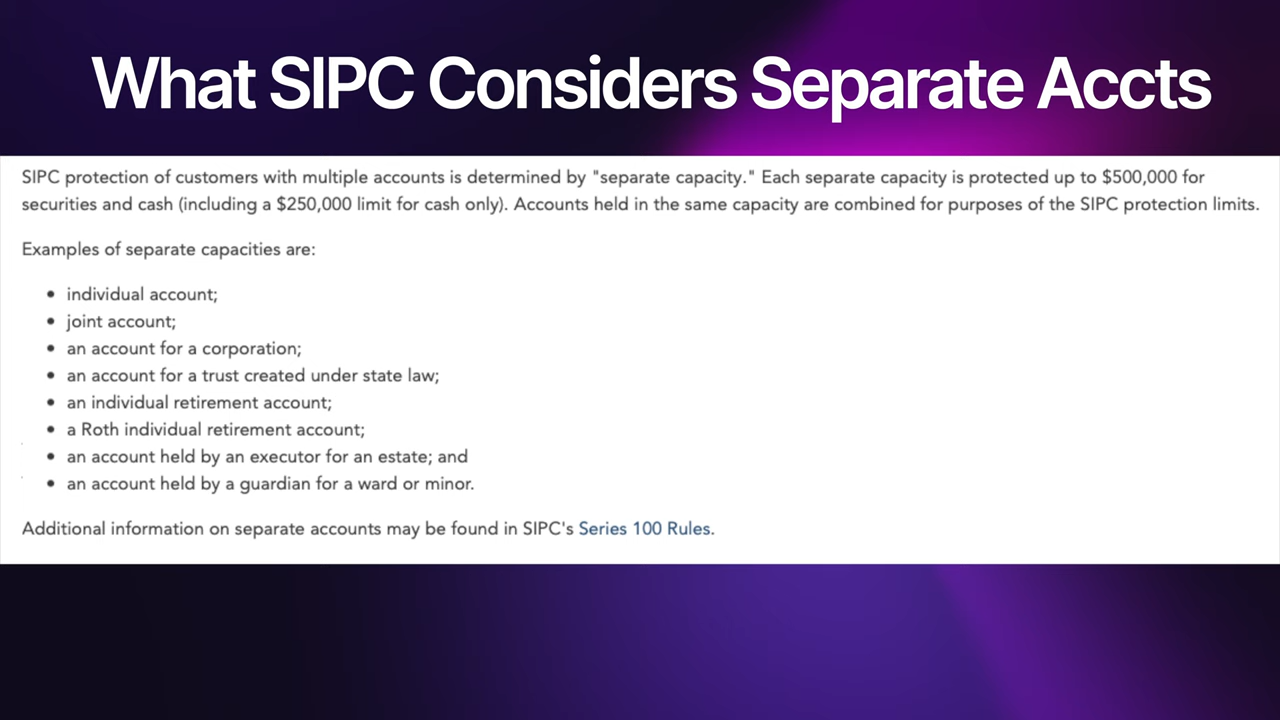 What SIPC Considers Separate Accts
SIPC protection of customers with multiple accounts is determined by "separate capacity." Each separate capacity is protected up to $500,000 for
securities and cash (including a $250,000 limit for cash only). Accounts held in the same capacity are combined for purposes of the SIPC protection limits.
Examples of separate capacities are:
• individual account;
• joint account;
• an account for a corporation;
• an account for a trust created under state law;
• an individual retirement account;
• a Roth individual retirement account;
• an account held by an executor for an estate; and
• an account held by a guardian for a ward or minor.
Additional information on separate accounts may be found in SIPC's Series 100 Rules.